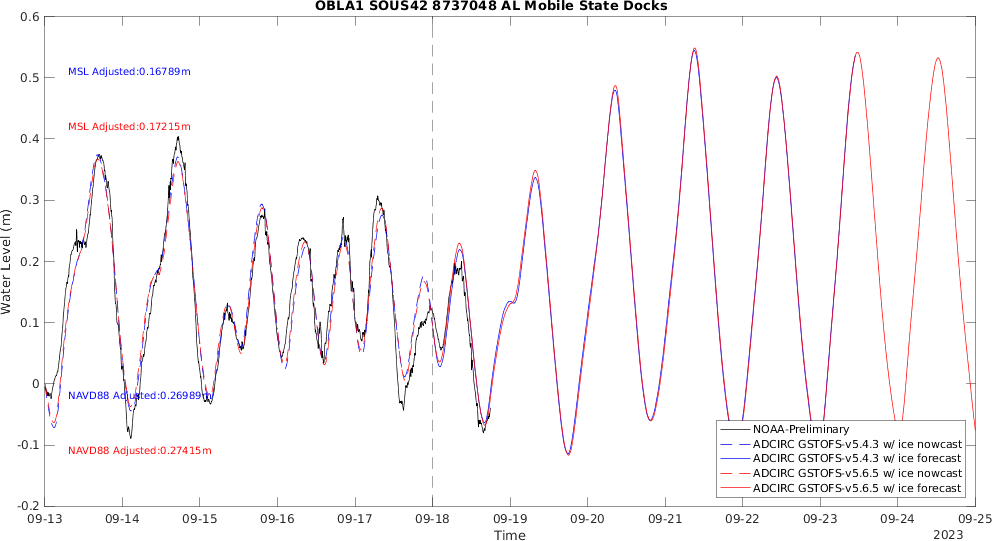 OBLA1 SOUS42 8737048 AL Mobile State Docks
0.6
0.5
0.4
0.3
0.2
0.1
0
-0.1
-0.2
Water Level (m)
MSL Adjusted:0.16789m
MSL Adjusted:0.17215m
NAVD88 Adjusted:0.26989m
NAVD88 Adjusted:0.27415m
NOAA-Preliminary
ADCIRC GSTOFS-v5.4.3 w/ ice nowcast
ADCIRC GSTOFS-v5.4.3 w/ ice forecast
ADCIRC GSTOFS-v5.6.5 w/ ice nowcast
ADCIRC GSTOFS-v5.6.5 w/ ice forecast
09-13 09-14 09-15 09-16 09-17 09-18 09-19 09-20 09-21 09-22 09-23 09-24 09-25
Time
2023